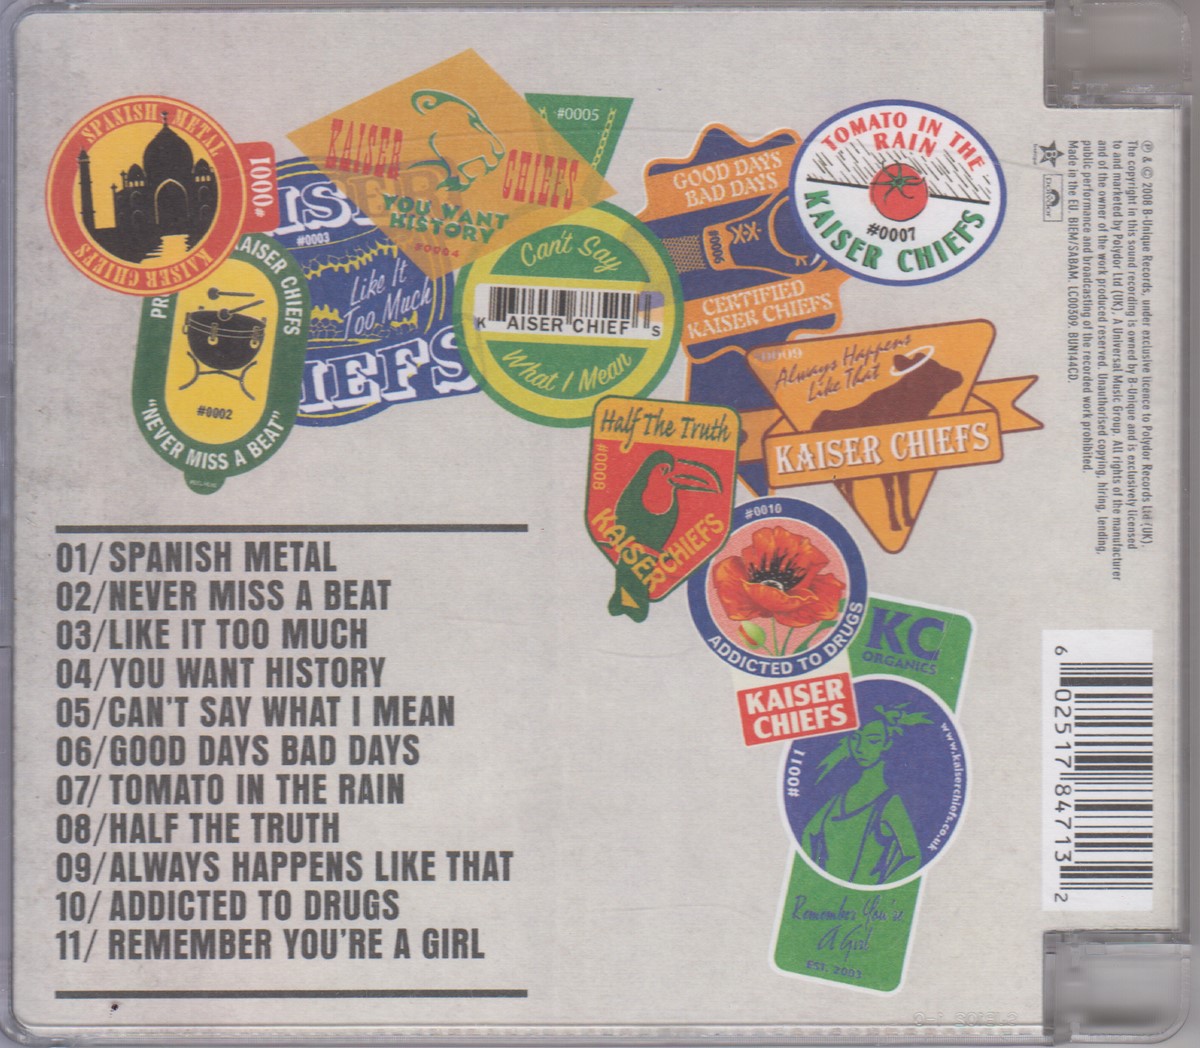 SPANISH METAL
KAISER CHIEFS
#0001
KAISER CHIEFS
#0002
"NEVER MISS A BEAT"
#0003
Like It
Too Much
KAISER
CHIEFS
YOU WANT
HISTORY
#0004
#0005
Can't Say
KAISER CHIEFS
What I Mean
GOOD DAYS
BAD DAYS
#0006
CERTIFIED
KAISER CHIEFS
TOMATO IN THE
RAIN
#0007
KAISER CHIEFS
Half The Truth
#0008
KAISER CHIEFS
#0009
Always Happens
Like That
KAISER CHIEFS
#0010
ADDICTED TO DRUGS
KAISER
CHIEFS
KC
ORGANICS
#0011
www.kaiserchiefs.co.uk
Remember You're
A Girl
EST. 2003
01/ SPANISH METAL
02/NEVER MISS A BEAT
03/LIKE IT TOO MUCH
04/YOU WANT HISTORY
05/CAN'T SAY WHAT I MEAN
06/GOOD DAYS BAD DAYS
07/ TOMATO IN THE RAIN
08/HALF THE TRUTH
09/ALWAYS HAPPENS LIKE THAT
10/ ADDICTED TO DRUGS
11/ REMEMBER YOU'RE A GIRL
℗ & © 2008 B-Unique Records, under exclusive licence to Polydor Records Ltd (UK).
The copyright in this sound recording is owned by B-Unique and is exclusively licensed
to and marketed by Polydor Ltd (UK). A Universal Music Group. All rights of the manufacturer
and of the owner of the work produced reserved. Unauthorised copying, hiring, lending,
public performance and broadcasting of the recorded work prohibited.
Made in the EU. BIEM/SABAM. LC00309. BUN144CD.
6 02517 84713 2